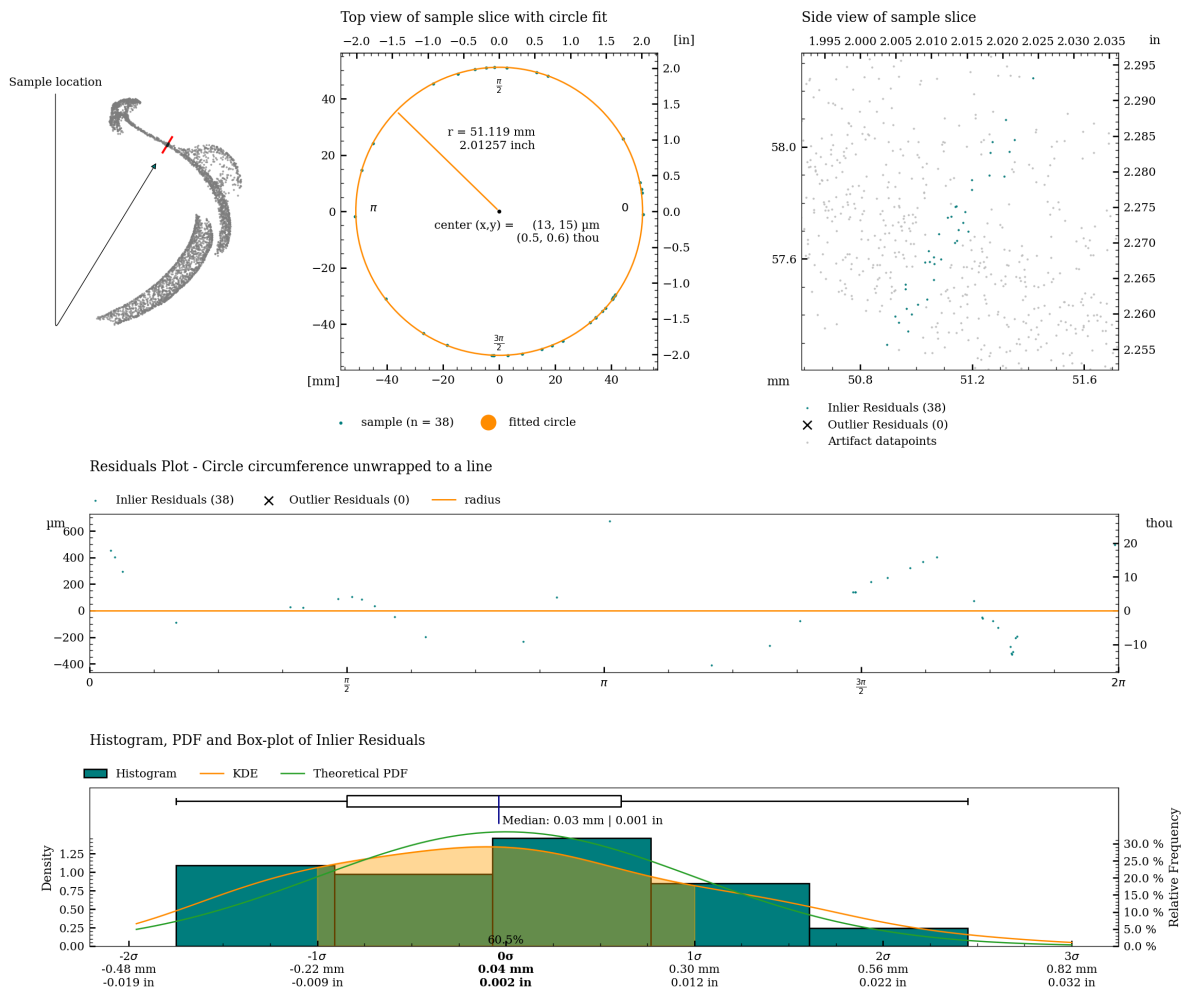 Top view of sample slice with circle fit
Side view of sample slice
−2.0 −1.5 −1.0 −0.5 0.0 0.5 1.0 1.5 2.0 [in]
1.995 2.000 2.005 2.010 2.015 2.020 2.025 2.030 2.035 in
Sample location
40
20
0
−20
−40
2.0
1.5
1.0
0.5
0.0
−0.5
−1.0
−1.5
−2.0
π/2
r = 51.119 mm
2.01257 inch
π
0
center (x,y) = (13, 15) µm
(0.5, 0.6) thou
3π/2
[mm] −40 −20 0 20 40
58.0
57.6
2.295
2.290
2.285
2.280
2.275
2.270
2.265
2.260
2.255
mm 50.8 51.2 51.6
sample (n = 38) fitted circle
Inlier Residuals (38)
Outlier Residuals (0)
Artifact datapoints
Residuals Plot - Circle circumference unwrapped to a line
Inlier Residuals (38) Outlier Residuals (0) radius
µm
thou
600
400
200
0
−200
−400
20
10
0
−10
0 π/2 π 3π/2 2π
Histogram, PDF and Box-plot of Inlier Residuals
Histogram KDE Theoretical PDF
Median: 0.03 mm | 0.001 in
Density
1.25
1.00
0.75
0.50
0.25
0.00
Relative Frequency
30.0 %
25.0 %
20.0 %
15.0 %
10.0 %
5.0 %
0.0 %
60.5%
-2σ -1σ 0σ 1σ 2σ 3σ
-0.48 mm -0.22 mm 0.04 mm 0.30 mm 0.56 mm 0.82 mm
-0.019 in -0.009 in 0.002 in 0.012 in 0.022 in 0.032 in